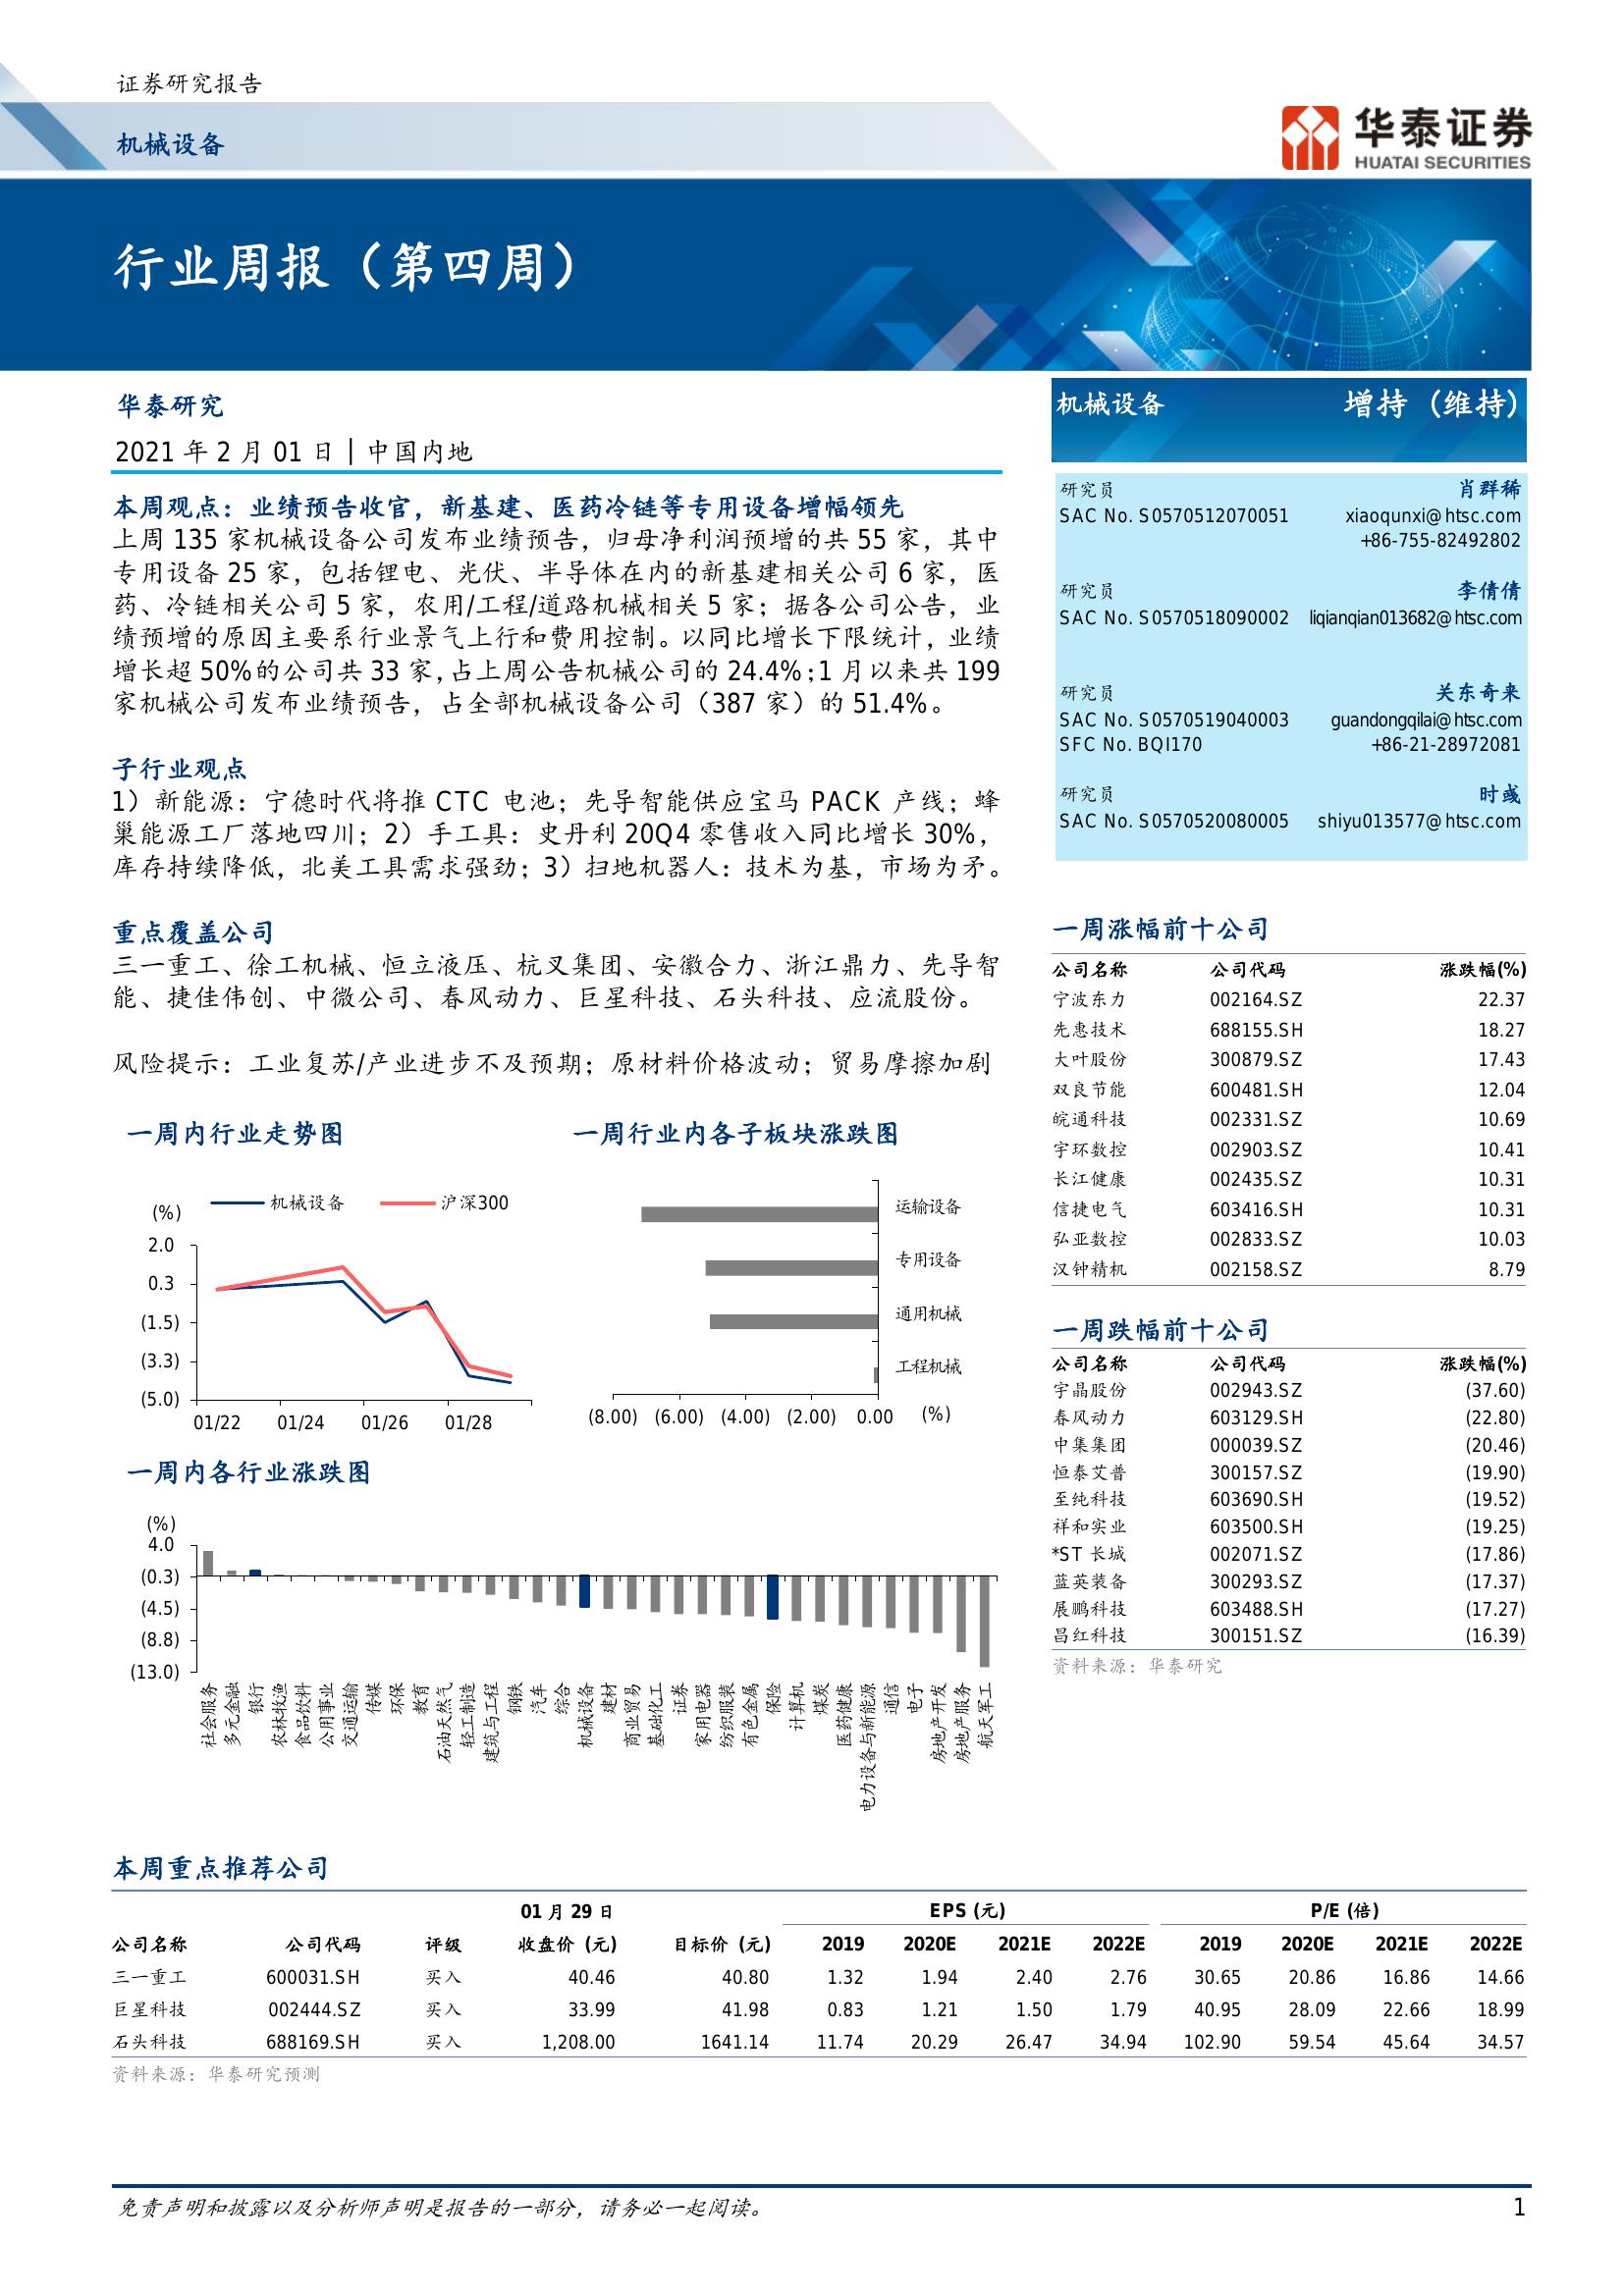 证券研究报告
机械设备
华泰证券
HUATAI SECURITIES
行业周报（第四周）
华泰研究
2021 年 2 月 01 日 | 中国内地
本周观点：业绩预告收官，新基建、医药冷链等专用设备增幅领先
上周 135 家机械设备公司发布业绩预告，归母净利润预增的共 55 家，其中
专用设备 25 家，包括锂电、光伏、半导体在内的新基建相关公司 6 家，医
药、冷链相关公司 5 家，农用/工程/道路机械相关 5 家；据各公司公告，业
绩预增的原因主要系行业景气上行和费用控制。以同比增长下限统计，业绩
增长超 50%的公司共 33 家，占上周公告机械公司的 24.4%；1 月以来共 199
家机械公司发布业绩预告，占全部机械设备公司（387 家）的 51.4%。
子行业观点
1）新能源：宁德时代将推 CTC 电池；先导智能供应宝马 PACK 产线；蜂
巢能源工厂落地四川；2）手工具：史丹利 20Q4 零售收入同比增长 30%，
库存持续降低，北美工具需求强劲；3）扫地机器人：技术为基，市场为矛。
重点覆盖公司
三一重工、徐工机械、恒立液压、杭叉集团、安徽合力、浙江鼎力、先导智
能、捷佳伟创、中微公司、春风动力、巨星科技、石头科技、应流股份。
风险提示：工业复苏/产业进步不及预期；原材料价格波动；贸易摩擦加剧
一周内行业走势图
(%)
机械设备 沪深300
2.0
0.3
(1.5)
(3.3)
(5.0)
01/22 01/24 01/26 01/28
一周行业内各子板块涨跌图
运输设备
专用设备
通用机械
工程机械
(8.00) (6.00) (4.00) (2.00) 0.00 (%)
一周内各行业涨跌图
(%)
4.0
(0.3)
(4.5)
(8.8)
(13.0)
社会服务
多元金融
银行
农林牧渔
食品饮料
公用事业
交通运输
传媒
环保
教育
石油天然气
轻工制造
建筑与工程
钢铁
汽车
综合
机械设备
建材
商业贸易
基础化工
证券
家用电器
纺织服装
有色金属
保险
计算机
煤炭
医药健康
电力设备与新能源
通信
电子
房地产开发
房地产服务
航天军工
机械设备 增持（维持）
研究员 肖群稀
SAC No. S0570512070051 xiaoqunxi@htsc.com
+86-755-82492802
研究员 李倩倩
SAC No. S0570518090002 liqianqian013682@htsc.com
研究员 关东奇来
SAC No. S0570519040003 guandongqilai@htsc.com
SFC No. BQI170 +86-21-28972081
研究员 时彧
SAC No. S0570520080005 shiyu013577@htsc.com
一周涨幅前十公司
公司名称 公司代码 涨跌幅(%)
宁波东力 002164.SZ 22.37
先惠技术 688155.SH 18.27
大叶股份 300879.SZ 17.43
双良节能 600481.SH 12.04
皖通科技 002331.SZ 10.69
宇环数控 002903.SZ 10.41
长江健康 002435.SZ 10.31
信捷电气 603416.SH 10.31
弘亚数控 002833.SZ 10.03
汉钟精机 002158.SZ 8.79
一周跌幅前十公司
公司名称 公司代码 涨跌幅(%)
宇晶股份 002943.SZ (37.60)
春风动力 603129.SH (22.80)
中集集团 000039.SZ (20.46)
恒泰艾普 300157.SZ (19.90)
至纯科技 603690.SH (19.52)
祥和实业 603500.SH (19.25)
*ST 长城 002071.SZ (17.86)
蓝英装备 300293.SZ (17.37)
展鹏科技 603488.SH (17.27)
昌红科技 300151.SZ (16.39)
资料来源：华泰研究
本周重点推荐公司
01 月 29 日 EPS (元) P/E (倍)
公司名称 公司代码 评级 收盘价 (元) 目标价 (元) 2019 2020E 2021E 2022E 2019 2020E 2021E 2022E
三一重工 600031.SH 买入 40.46 40.80 1.32 1.94 2.40 2.76 30.65 20.86 16.86 14.66
巨星科技 002444.SZ 买入 33.99 41.98 0.83 1.21 1.50 1.79 40.95 28.09 22.66 18.99
石头科技 688169.SH 买入 1,208.00 1641.14 11.74 20.29 26.47 34.94 102.90 59.54 45.64 34.57
资料来源：华泰研究预测
免责声明和披露以及分析师声明是报告的一部分，请务必一起阅读。 1